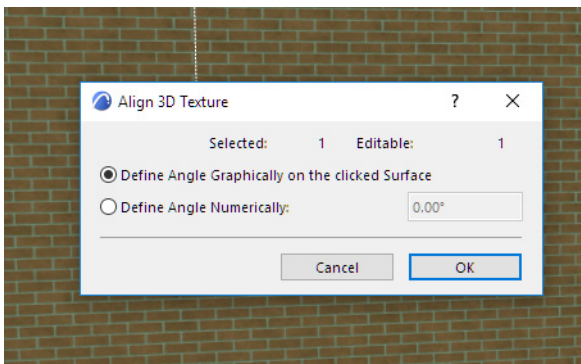 Align 3D Texture
Selected: 1 Editable: 1
Define Angle Graphically on the clicked Surface
Define Angle Numerically: 0.00°
Cancel OK